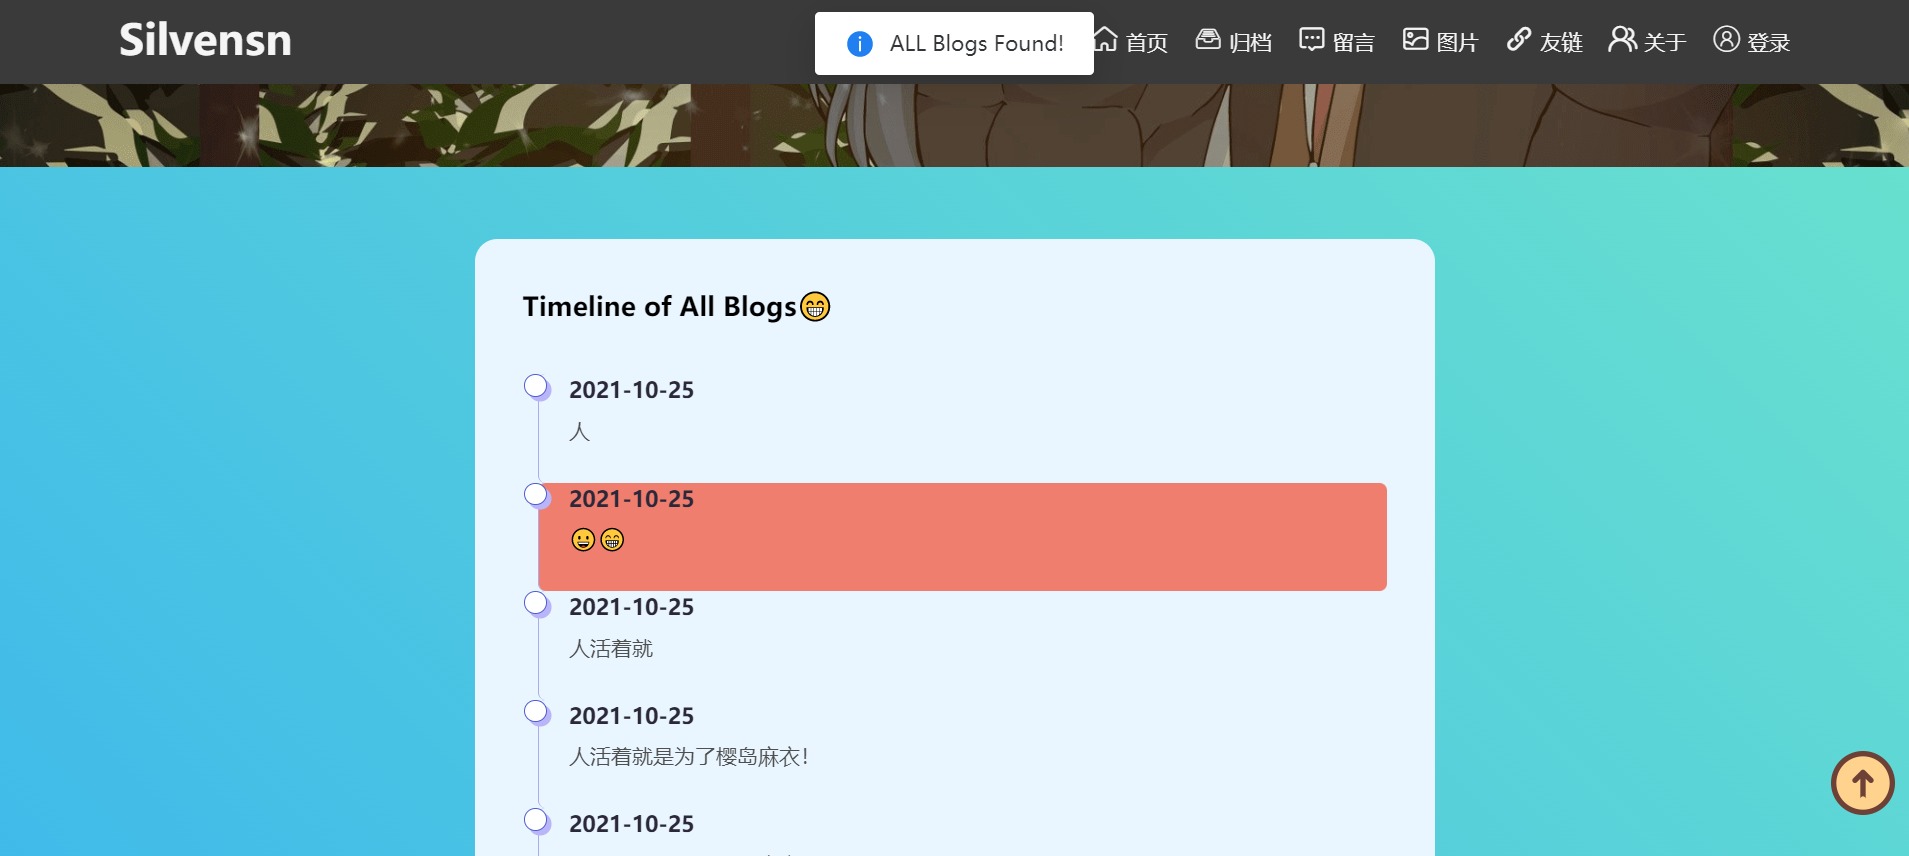 Silvensn
ALL Blogs Found!
首页 归档 留言 图片 友链 关于 登录
Timeline of All Blogs😁
2021-10-25
人
2021-10-25
😀😁
2021-10-25
人活着就
2021-10-25
人活着就是为了樱岛麻衣!
2021-10-25